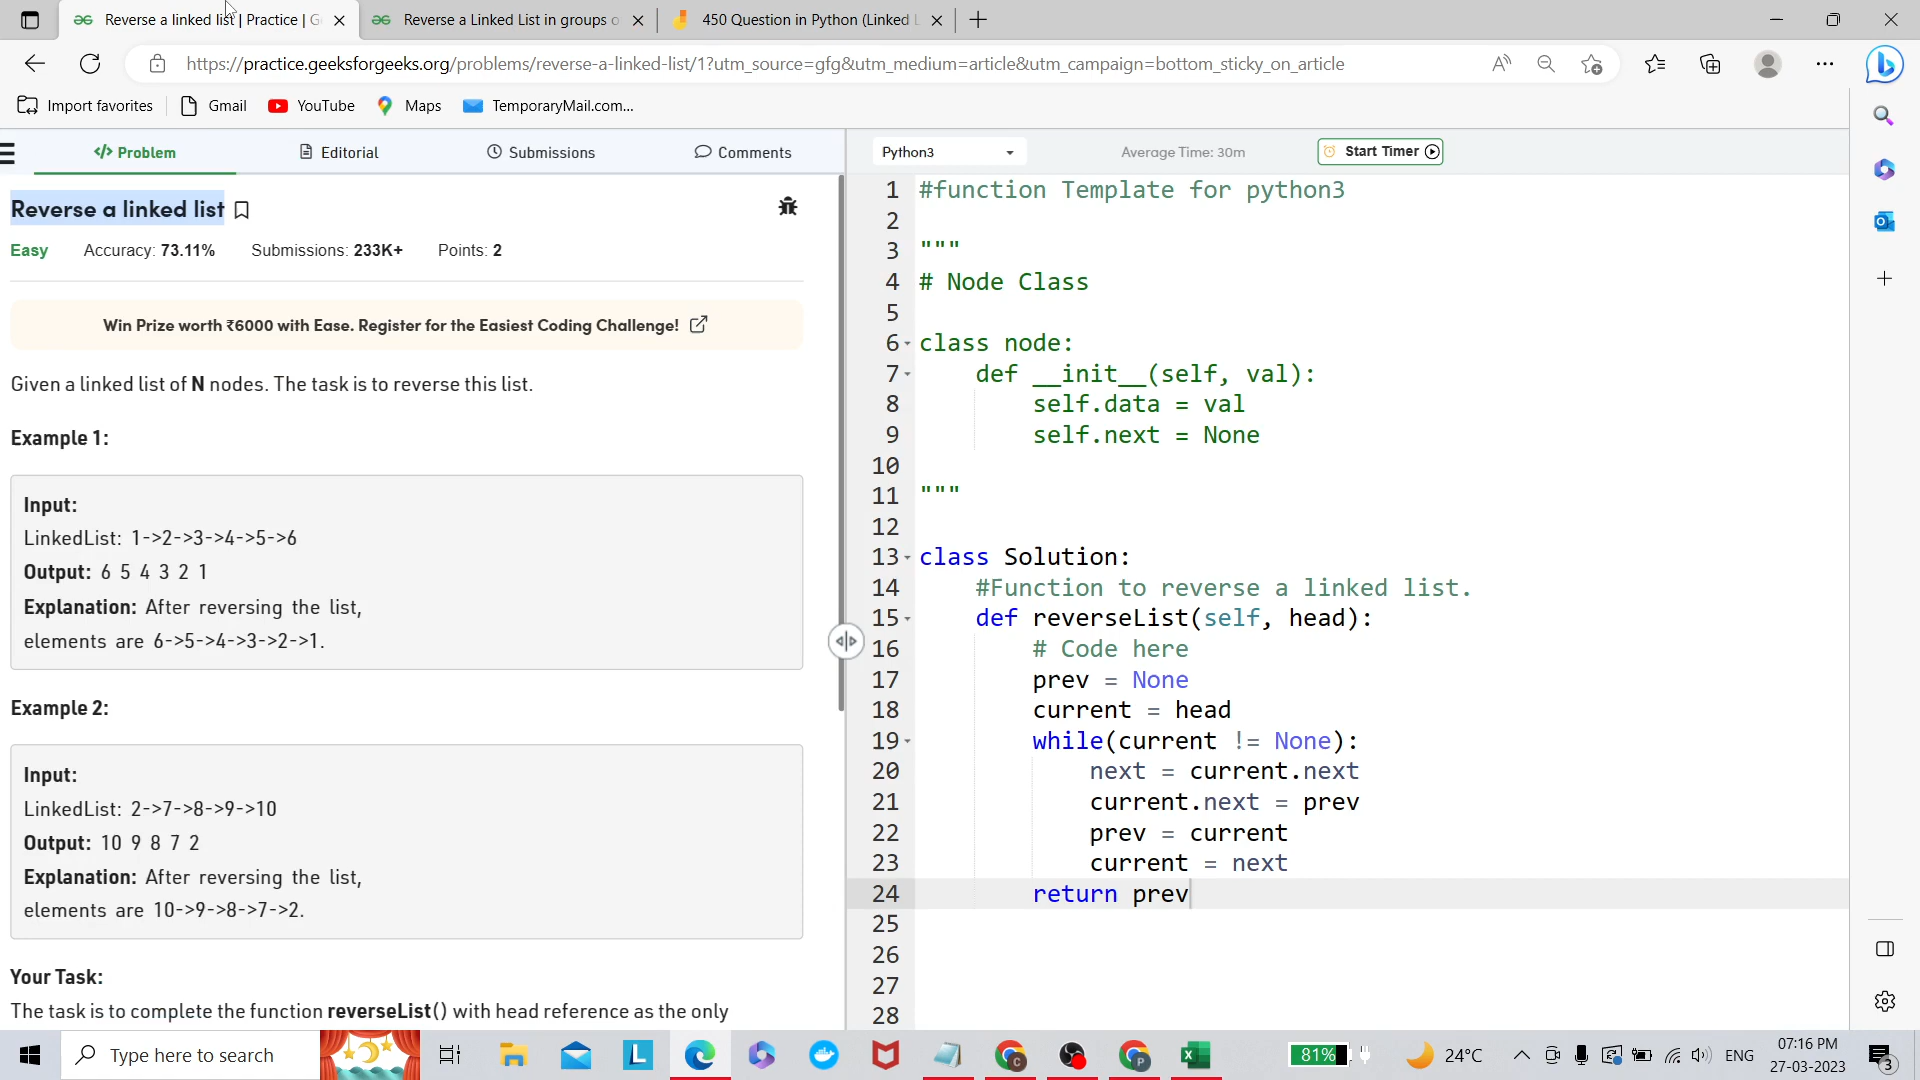 Reverse a linked list | Practice | G
Reverse a Linked List in groups o
450 Question in Python (Linked L
https://practice.geeksforgeeks.org/problems/reverse-a-linked-list/1?utm_source=gfg&utm_medium=article&utm_campaign=bottom_sticky_on_article
Import favorites
Gmail
YouTube
Maps
TemporaryMail.com...
</> Problem
Editorial
Submissions
Comments
Reverse a linked list
Easy Accuracy: 73.11% Submissions: 233K+ Points: 2
Win Prize worth ₹6000 with Ease. Register for the Easiest Coding Challenge!
Given a linked list of N nodes. The task is to reverse this list.
Example 1:
Input:
LinkedList: 1->2->3->4->5->6
Output: 6 5 4 3 2 1
Explanation: After reversing the list,
elements are 6->5->4->3->2->1.
Example 2:
Input:
LinkedList: 2->7->8->9->10
Output: 10 9 8 7 2
Explanation: After reversing the list,
elements are 10->9->8->7->2.
Your Task:
The task is to complete the function reverseList() with head reference as the only
Python3
Average Time: 30m
Start Timer
1 #function Template for python3
2
3 """
4 # Node Class
5
6 class node:
7 def __init__(self, val):
8 self.data = val
9 self.next = None
10
11 """
12
13 class Solution:
14 #Function to reverse a linked list.
15 def reverseList(self, head):
16 # Code here
17 prev = None
18 current = head
19 while(current != None):
20 next = current.next
21 current.next = prev
22 prev = current
23 current = next
24 return prev
25
26
27
28
Type here to search
L
C
P
81%
24°C
ENG
07:16 PM
27-03-2023
3